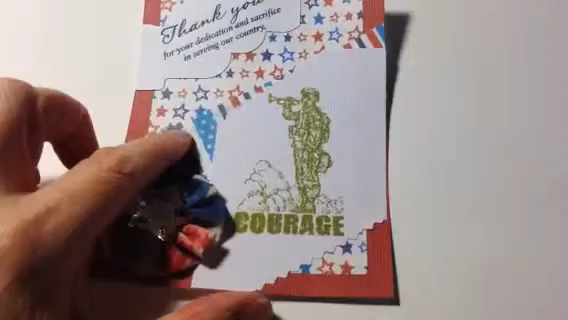 Thank you
for your dedication and sacrifice
in serving our country.
COURAGE